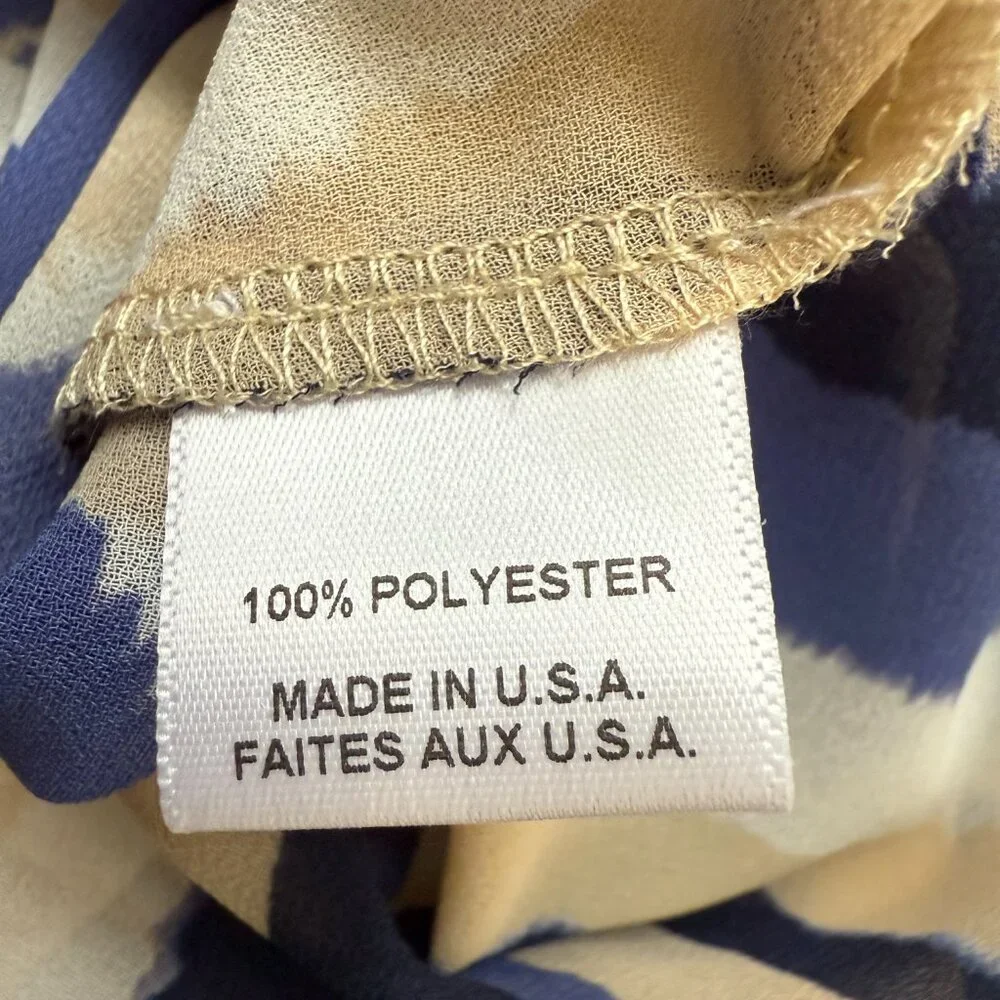 100% POLYESTER
MADE IN U.S.A.
FAITES AUX U.S.A.